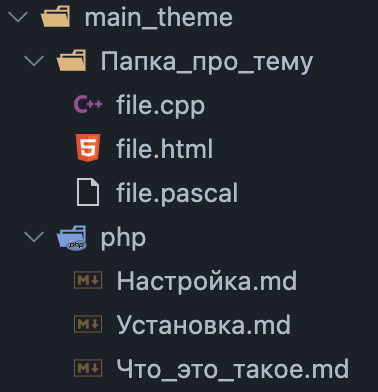 main_theme
Папка_про_тему
file.cpp
file.html
file.pascal
php
Настройка.md
Установка.md
Что_это_такое.md